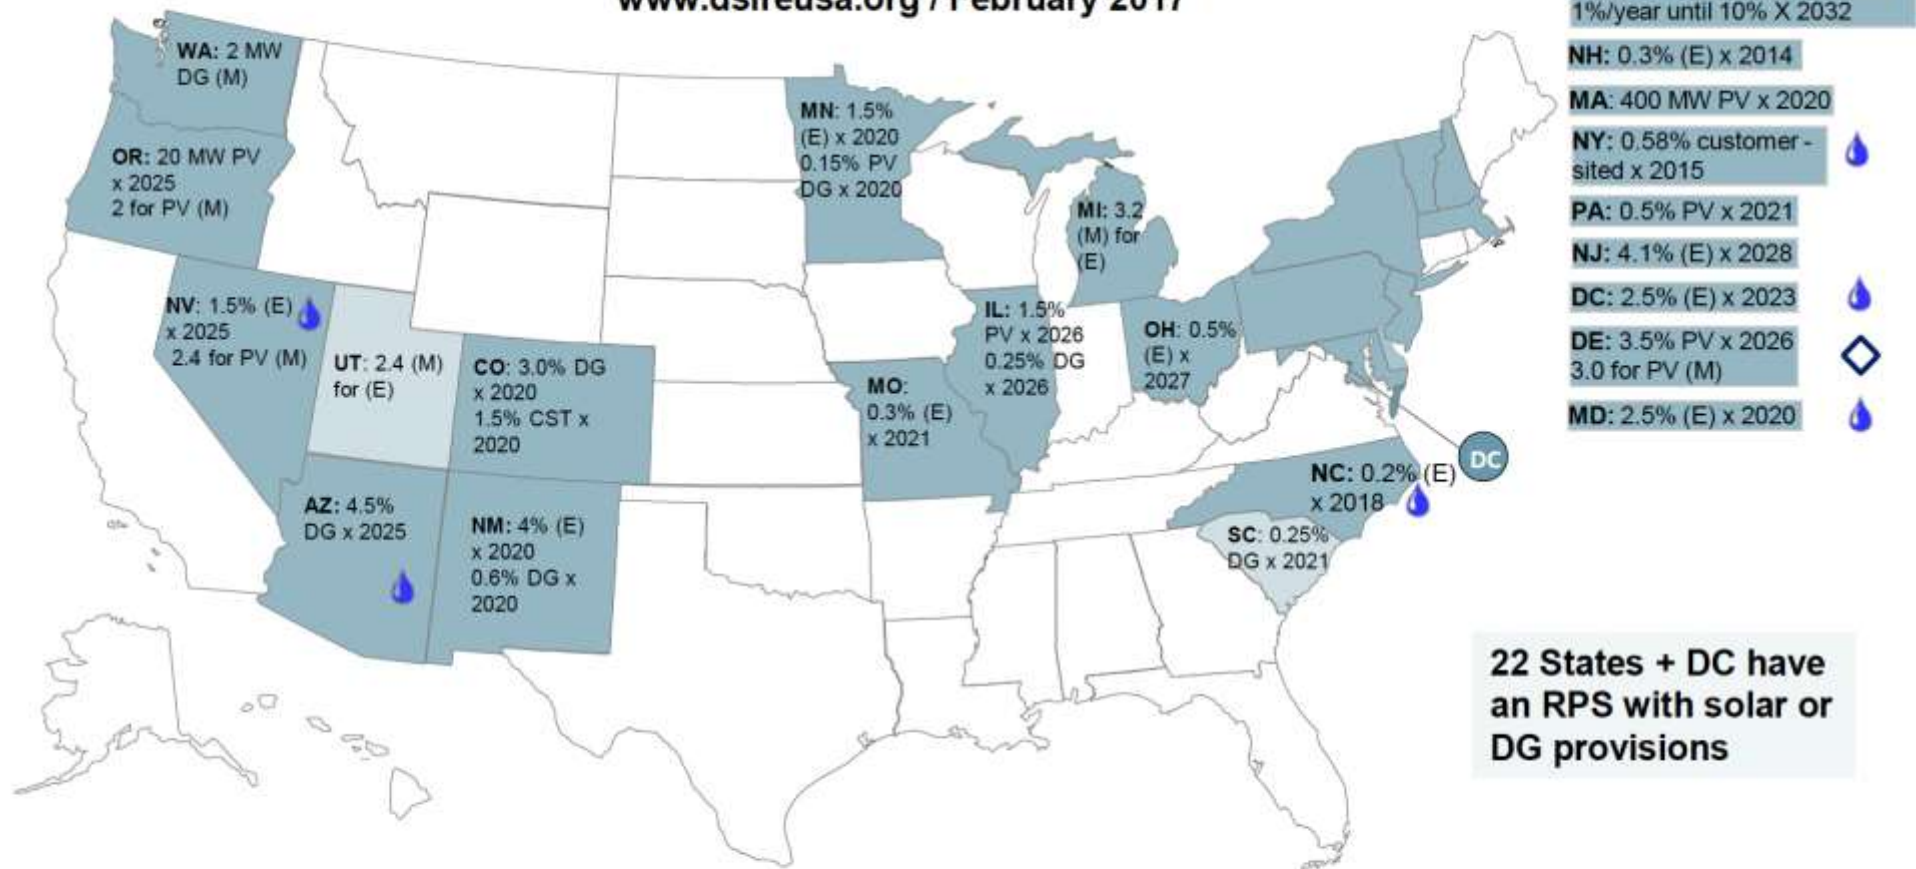 www.dsireusa.org / February 2017
1%/year until 10% X 2032
NH: 0.3% (E) x 2014
MA: 400 MW PV x 2020
NY: 0.58% customer -
sited x 2015
PA: 0.5% PV x 2021
NJ: 4.1% (E) x 2028
DC: 2.5% (E) x 2023
DE: 3.5% PV x 2026
3.0 for PV (M)
MD: 2.5% (E) x 2020
WA: 2 MW
DG (M)
OR: 20 MW PV
x 2025
2 for PV (M)
MN: 1.5%
(E) x 2020
0.15% PV
DG x 2020
MI: 3.2
(M) for
(E)
NV: 1.5% (E)
x 2025
2.4 for PV (M)
UT: 2.4 (M)
for (E)
CO: 3.0% DG
x 2020
1.5% CST x
2020
MO:
0.3% (E)
x 2021
IL: 1.5%
PV x 2026
0.25% DG
x 2026
OH: 0.5%
(E) x
2027
DC
AZ: 4.5%
DG x 2025
NM: 4% (E)
x 2020
0.6% DG x
2020
NC: 0.2% (E)
x 2018
SC: 0.25%
DG x 2021
22 States + DC have
an RPS with solar or
DG provisions